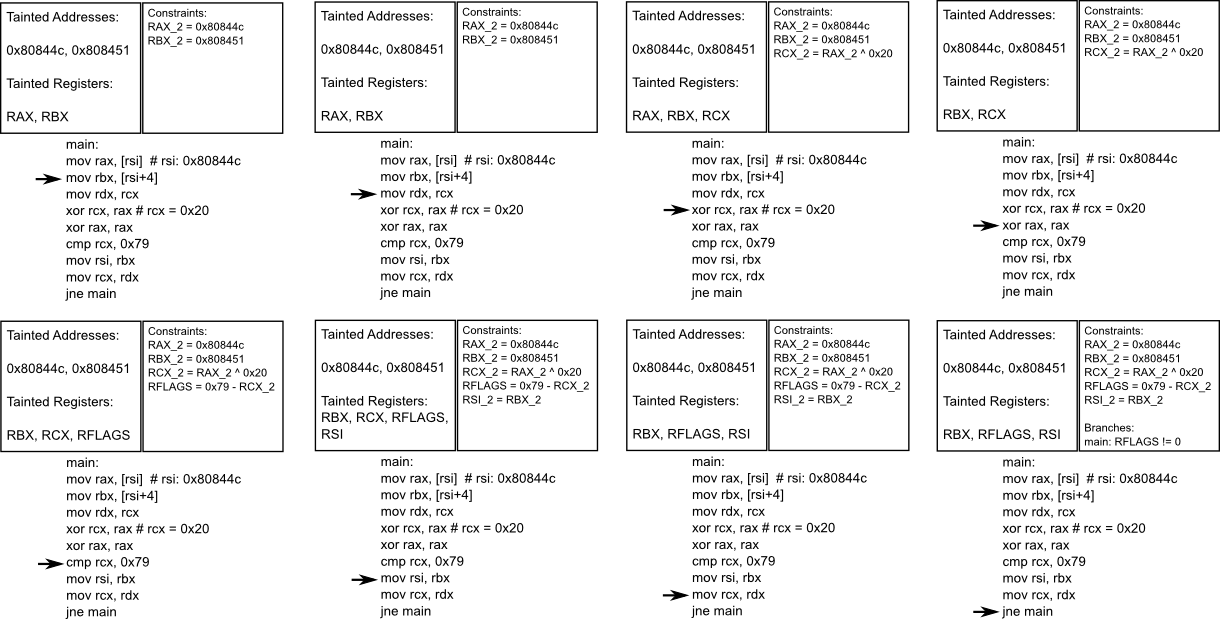 Tainted Addresses:
0x80844c, 0x808451
Tainted Registers:
RAX, RBX
Constraints:
RAX_2 = 0x80844c
RBX_2 = 0x808451
main:
mov rax, [rsi]  # rsi: 0x80844c
mov rbx, [rsi+4]
mov rdx, rcx
xor rcx, rax # rcx = 0x20
xor rax, rax
cmp rcx, 0x79
mov rsi, rbx
mov rcx, rdx
jne main
Tainted Addresses:
0x80844c, 0x808451
Tainted Registers:
RAX, RBX
Constraints:
RAX_2 = 0x80844c
RBX_2 = 0x808451
main:
mov rax, [rsi]  # rsi: 0x80844c
mov rbx, [rsi+4]
mov rdx, rcx
xor rcx, rax # rcx = 0x20
xor rax, rax
cmp rcx, 0x79
mov rsi, rbx
mov rcx, rdx
jne main
Tainted Addresses:
0x80844c, 0x808451
Tainted Registers:
RAX, RBX, RCX
Constraints:
RAX_2 = 0x80844c
RBX_2 = 0x808451
RCX_2 = RAX_2 ^ 0x20
main:
mov rax, [rsi]  # rsi: 0x80844c
mov rbx, [rsi+4]
mov rdx, rcx
xor rcx, rax # rcx = 0x20
xor rax, rax
cmp rcx, 0x79
mov rsi, rbx
mov rcx, rdx
jne main
Tainted Addresses:
0x80844c, 0x808451
Tainted Registers:
RBX, RCX
Constraints:
RAX_2 = 0x80844c
RBX_2 = 0x808451
RCX_2 = RAX_2 ^ 0x20
main:
mov rax, [rsi]  # rsi: 0x80844c
mov rbx, [rsi+4]
mov rdx, rcx
xor rcx, rax # rcx = 0x20
xor rax, rax
cmp rcx, 0x79
mov rsi, rbx
mov rcx, rdx
jne main
Tainted Addresses:
0x80844c, 0x808451
Tainted Registers:
RBX, RCX, RFLAGS
Constraints:
RAX_2 = 0x80844c
RBX_2 = 0x808451
RCX_2 = RAX_2 ^ 0x20
RFLAGS = 0x79 - RCX_2
main:
mov rax, [rsi]  # rsi: 0x80844c
mov rbx, [rsi+4]
mov rdx, rcx
xor rcx, rax # rcx = 0x20
xor rax, rax
cmp rcx, 0x79
mov rsi, rbx
mov rcx, rdx
jne main
Tainted Addresses:
0x80844c, 0x808451
Tainted Registers:
RBX, RCX, RFLAGS,
RSI
Constraints:
RAX_2 = 0x80844c
RBX_2 = 0x808451
RCX_2 = RAX_2 ^ 0x20
RFLAGS = 0x79 - RCX_2
RSI_2 = RBX_2
main:
mov rax, [rsi]  # rsi: 0x80844c
mov rbx, [rsi+4]
mov rdx, rcx
xor rcx, rax # rcx = 0x20
xor rax, rax
cmp rcx, 0x79
mov rsi, rbx
mov rcx, rdx
jne main
Tainted Addresses:
0x80844c, 0x808451
Tainted Registers:
RBX, RFLAGS, RSI
Constraints:
RAX_2 = 0x80844c
RBX_2 = 0x808451
RCX_2 = RAX_2 ^ 0x20
RFLAGS = 0x79 - RCX_2
RSI_2 = RBX_2
main:
mov rax, [rsi]  # rsi: 0x80844c
mov rbx, [rsi+4]
mov rdx, rcx
xor rcx, rax # rcx = 0x20
xor rax, rax
cmp rcx, 0x79
mov rsi, rbx
mov rcx, rdx
jne main
Tainted Addresses:
0x80844c, 0x808451
Tainted Registers:
RBX, RFLAGS, RSI
Constraints:
RAX_2 = 0x80844c
RBX_2 = 0x808451
RCX_2 = RAX_2 ^ 0x20
RFLAGS = 0x79 - RCX_2
RSI_2 = RBX_2
Branches:
main: RFLAGS != 0
main:
mov rax, [rsi]  # rsi: 0x80844c
mov rbx, [rsi+4]
mov rdx, rcx
xor rcx, rax # rcx = 0x20
xor rax, rax
cmp rcx, 0x79
mov rsi, rbx
mov rcx, rdx
jne main